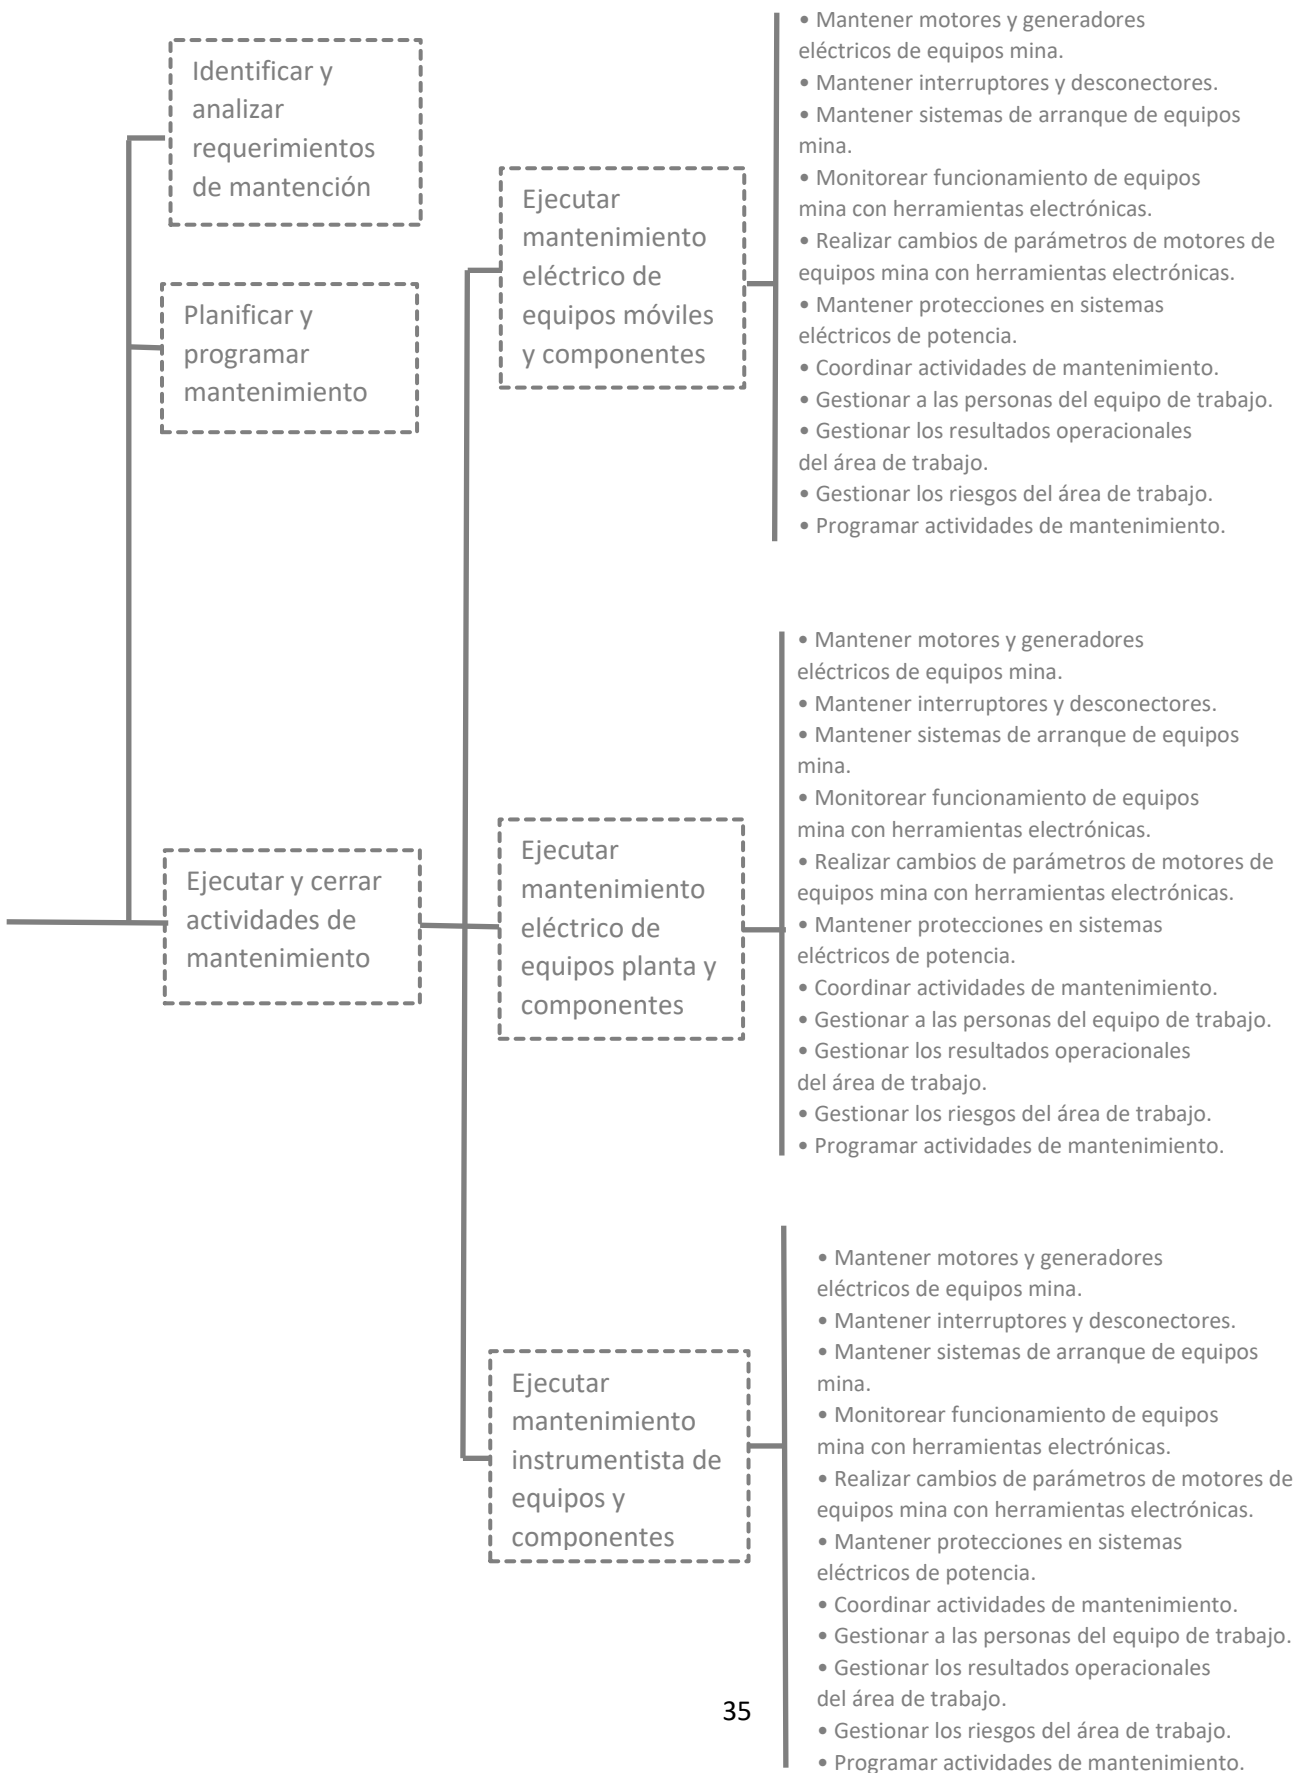 Identificar y
analizar
requerimientos
de mantención
Planificar y
programar
mantenimiento
Ejecutar y cerrar
actividades de
mantenimiento
Ejecutar
mantenimiento
eléctrico de
equipos móviles
y componentes
• Mantener motores y generadores
eléctricos de equipos mina.
• Mantener interruptores y desconectores.
• Mantener sistemas de arranque de equipos
mina.
• Monitorear funcionamiento de equipos
mina con herramientas electrónicas.
• Realizar cambios de parámetros de motores de
equipos mina con herramientas electrónicas.
• Mantener protecciones en sistemas
eléctricos de potencia.
• Coordinar actividades de mantenimiento.
• Gestionar a las personas del equipo de trabajo.
• Gestionar los resultados operacionales
del área de trabajo.
• Gestionar los riesgos del área de trabajo.
• Programar actividades de mantenimiento.
Ejecutar
mantenimiento
eléctrico de
equipos planta y
componentes
• Mantener motores y generadores
eléctricos de equipos mina.
• Mantener interruptores y desconectores.
• Mantener sistemas de arranque de equipos
mina.
• Monitorear funcionamiento de equipos
mina con herramientas electrónicas.
• Realizar cambios de parámetros de motores de
equipos mina con herramientas electrónicas.
• Mantener protecciones en sistemas
eléctricos de potencia.
• Coordinar actividades de mantenimiento.
• Gestionar a las personas del equipo de trabajo.
• Gestionar los resultados operacionales
del área de trabajo.
• Gestionar los riesgos del área de trabajo.
• Programar actividades de mantenimiento.
Ejecutar
mantenimiento
instrumentista de
equipos y
componentes
• Mantener motores y generadores
eléctricos de equipos mina.
• Mantener interruptores y desconectores.
• Mantener sistemas de arranque de equipos
mina.
• Monitorear funcionamiento de equipos
mina con herramientas electrónicas.
• Realizar cambios de parámetros de motores de
equipos mina con herramientas electrónicas.
• Mantener protecciones en sistemas
eléctricos de potencia.
• Coordinar actividades de mantenimiento.
• Gestionar a las personas del equipo de trabajo.
• Gestionar los resultados operacionales
del área de trabajo.
• Gestionar los riesgos del área de trabajo.
• Programar actividades de mantenimiento.
35